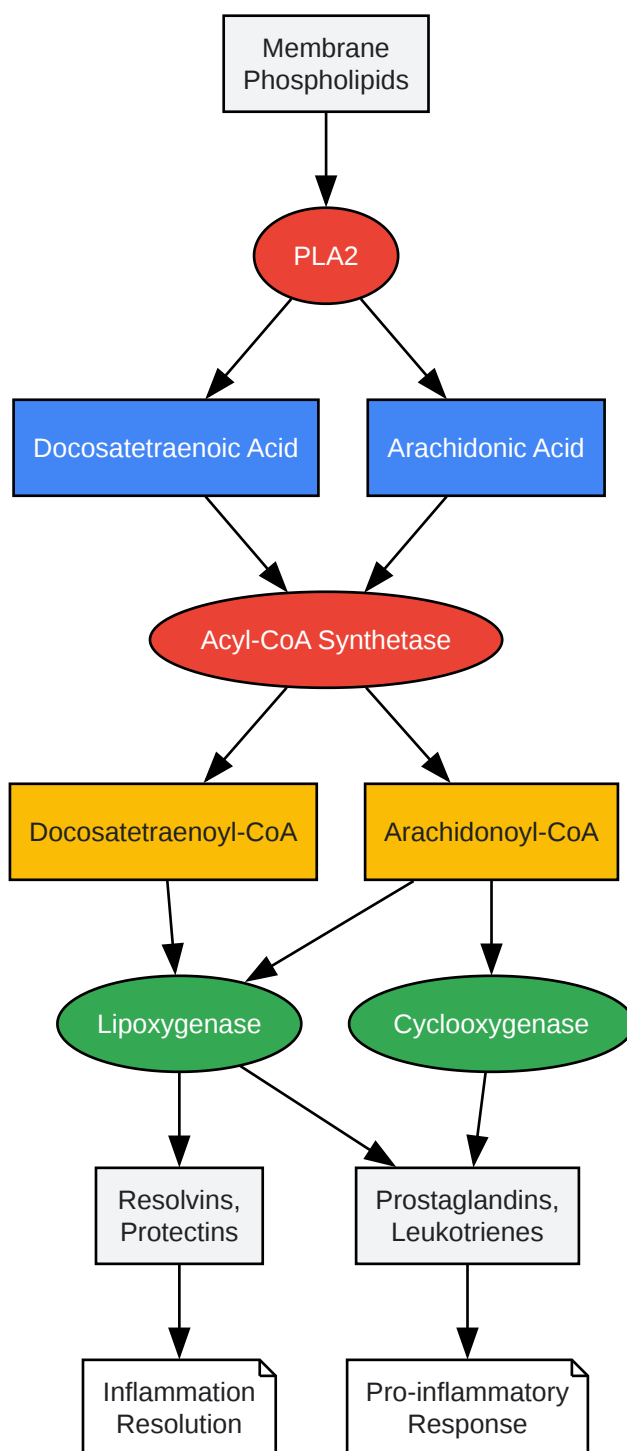 Membrane
Phospholipids
PLA2
Docosatetraenoic Acid
Arachidonic Acid
Acyl-CoA Synthetase
Docosatetraenoyl-CoA
Arachidonoyl-CoA
Lipoxygenase
Cyclooxygenase
Resolvins,
Protectins
Prostaglandins,
Leukotrienes
Inflammation
Resolution
Pro-inflammatory
Response